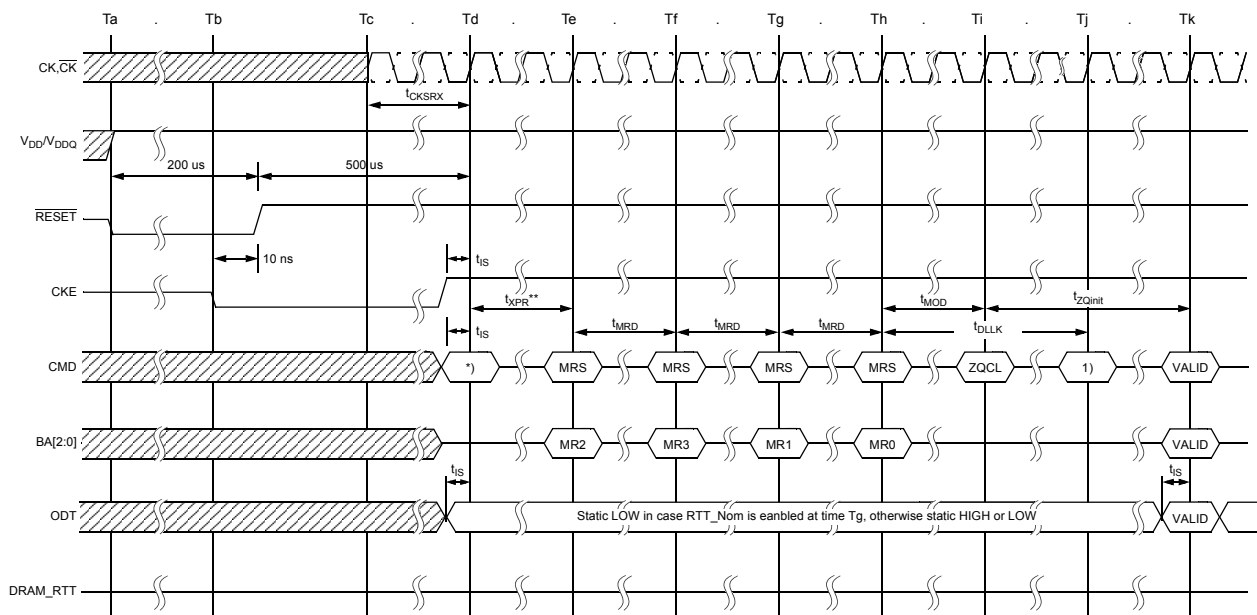 Ta . Tb . Tc . Td . Te . Tf . Tg . Th . Ti . Tj . Tk
CK,CK
tCKSRX
VDD/VDDQ
200 us 500 us
RESET
10 ns tIS
CKE
tXPR** tMOD tZQinit
tIS tMRD tMRD tMRD tDLLK
CMD *) MRS MRS MRS MRS ZQCL 1) VALID
BA[2:0] MR2 MR3 MR1 MR0 VALID
tIS tIS
ODT Static LOW in case RTT_Nom is eanbled at time Tg, otherwise static HIGH or LOW VALID
DRAM_RTT